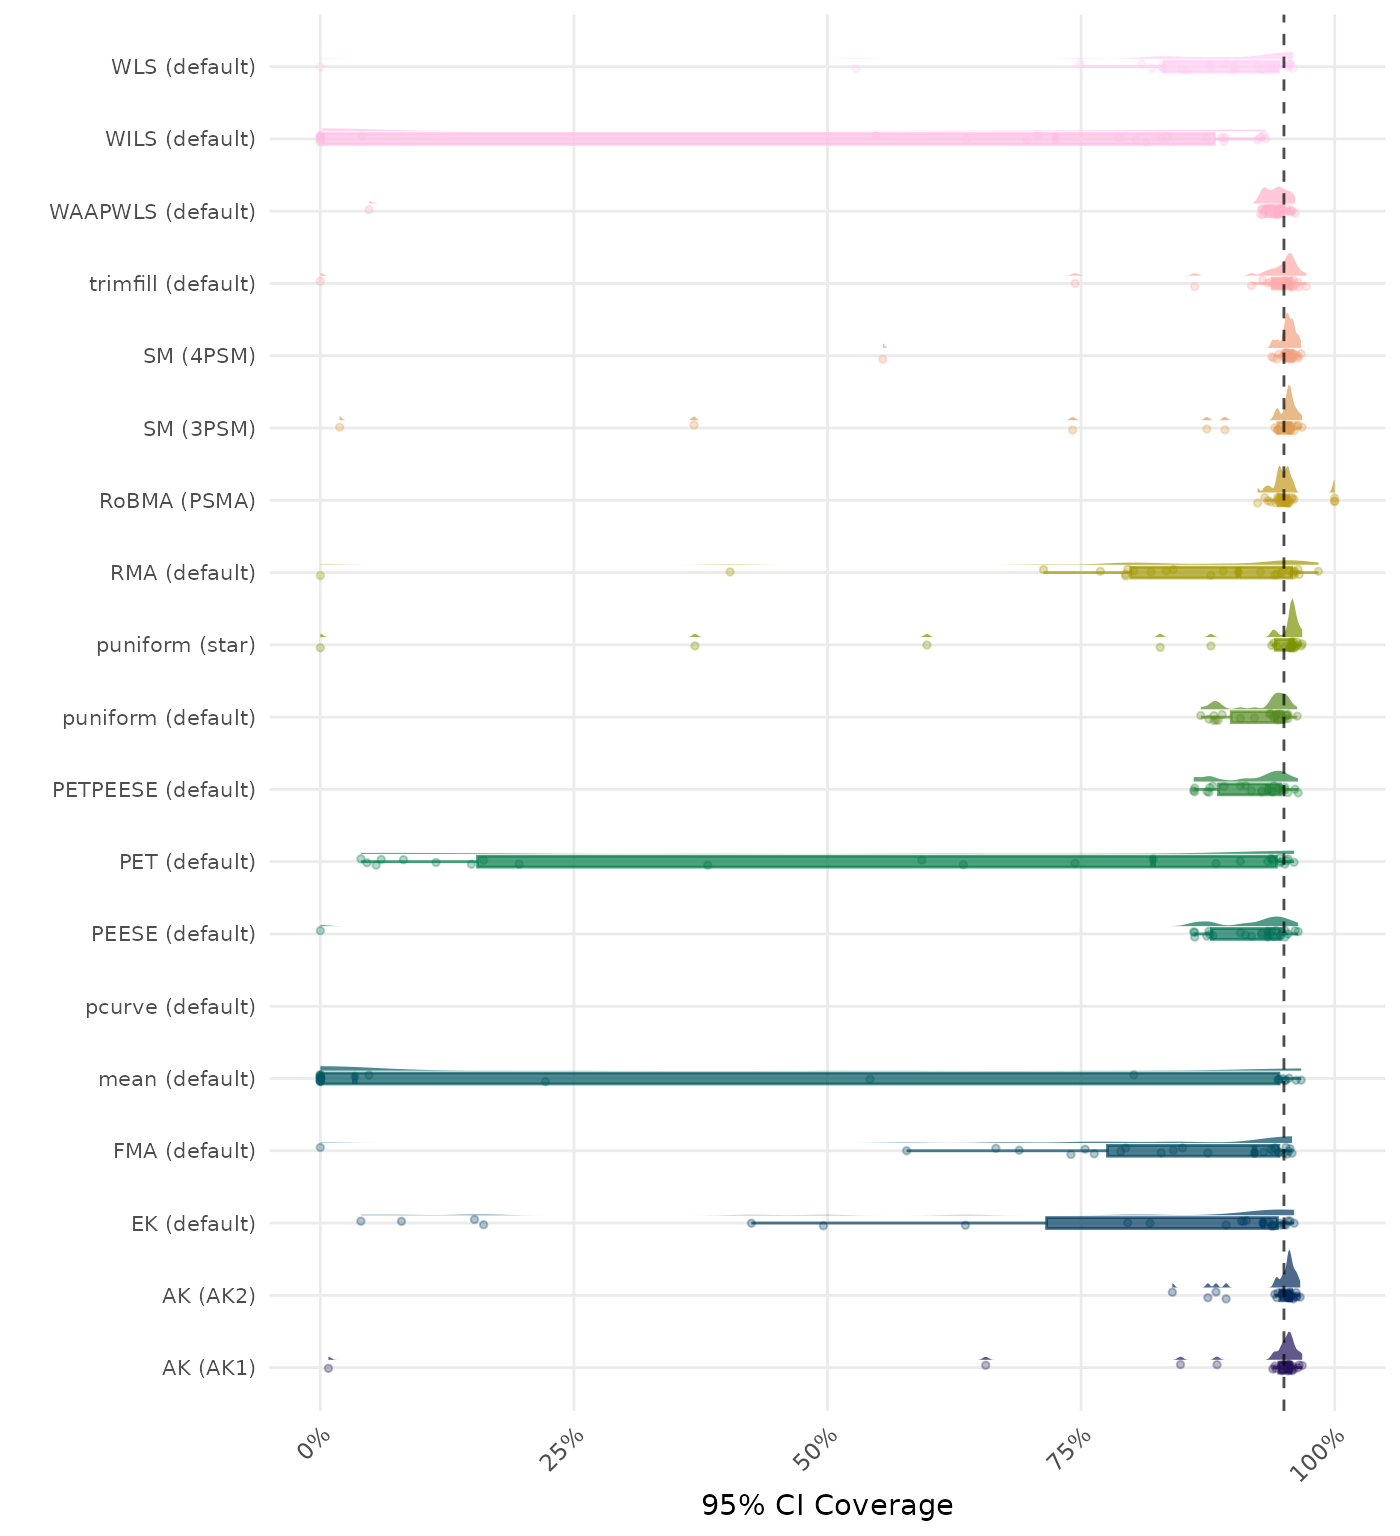 WLS (default)
WILS (default)
WAAPWLS (default)
trimfill (default)
SM (4PSM)
SM (3PSM)
RoBMA (PSMA)
RMA (default)
puniform (star)
puniform (default)
PETPEESE (default)
PET (default)
PEESE (default)
pcurve (default)
mean (default)
FMA (default)
EK (default)
AK (AK2)
AK (AK1)
0% 25% 50% 75% 100%
95% CI Coverage